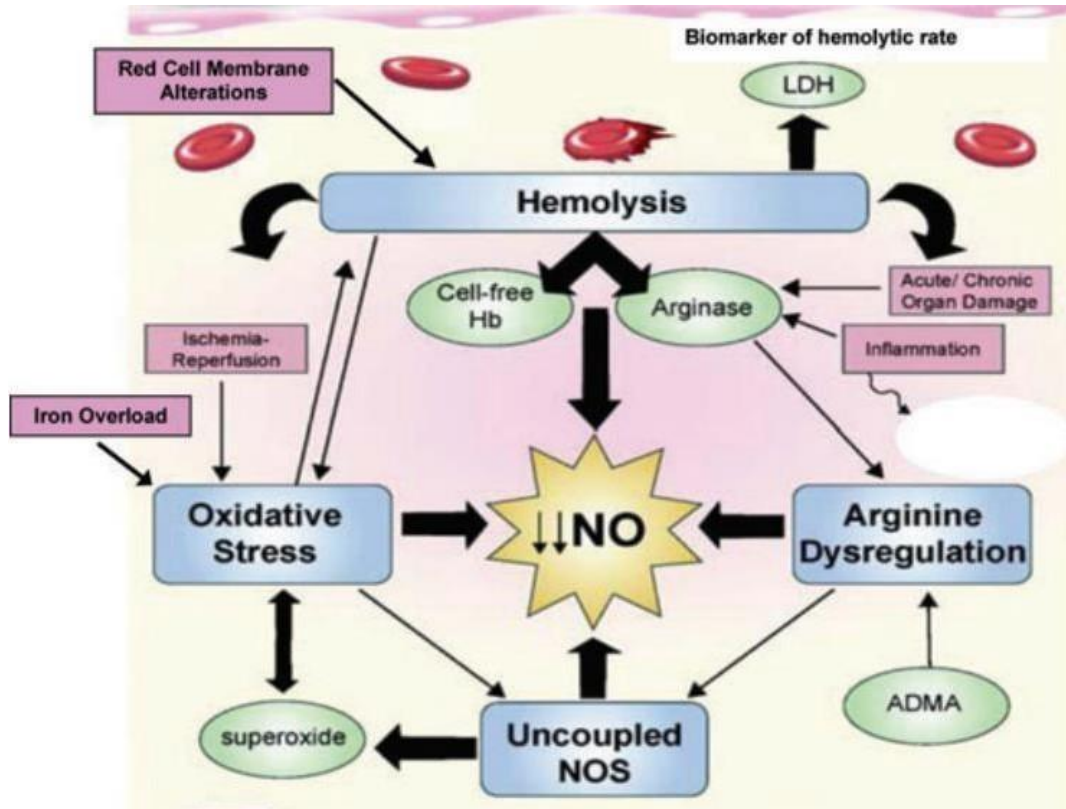 Biomarker of hemolytic rate
Red Cell Membrane
Alterations
LDH
Hemolysis
Cell-free
Hb
Arginase
Acute/ Chronic
Organ Damage
Ischemia-
Reperfusion
Inflammation
Iron Overload
Oxidative
Stress
↓↓NO
Arginine
Dysregulation
superoxide
Uncoupled
NOS
ADMA